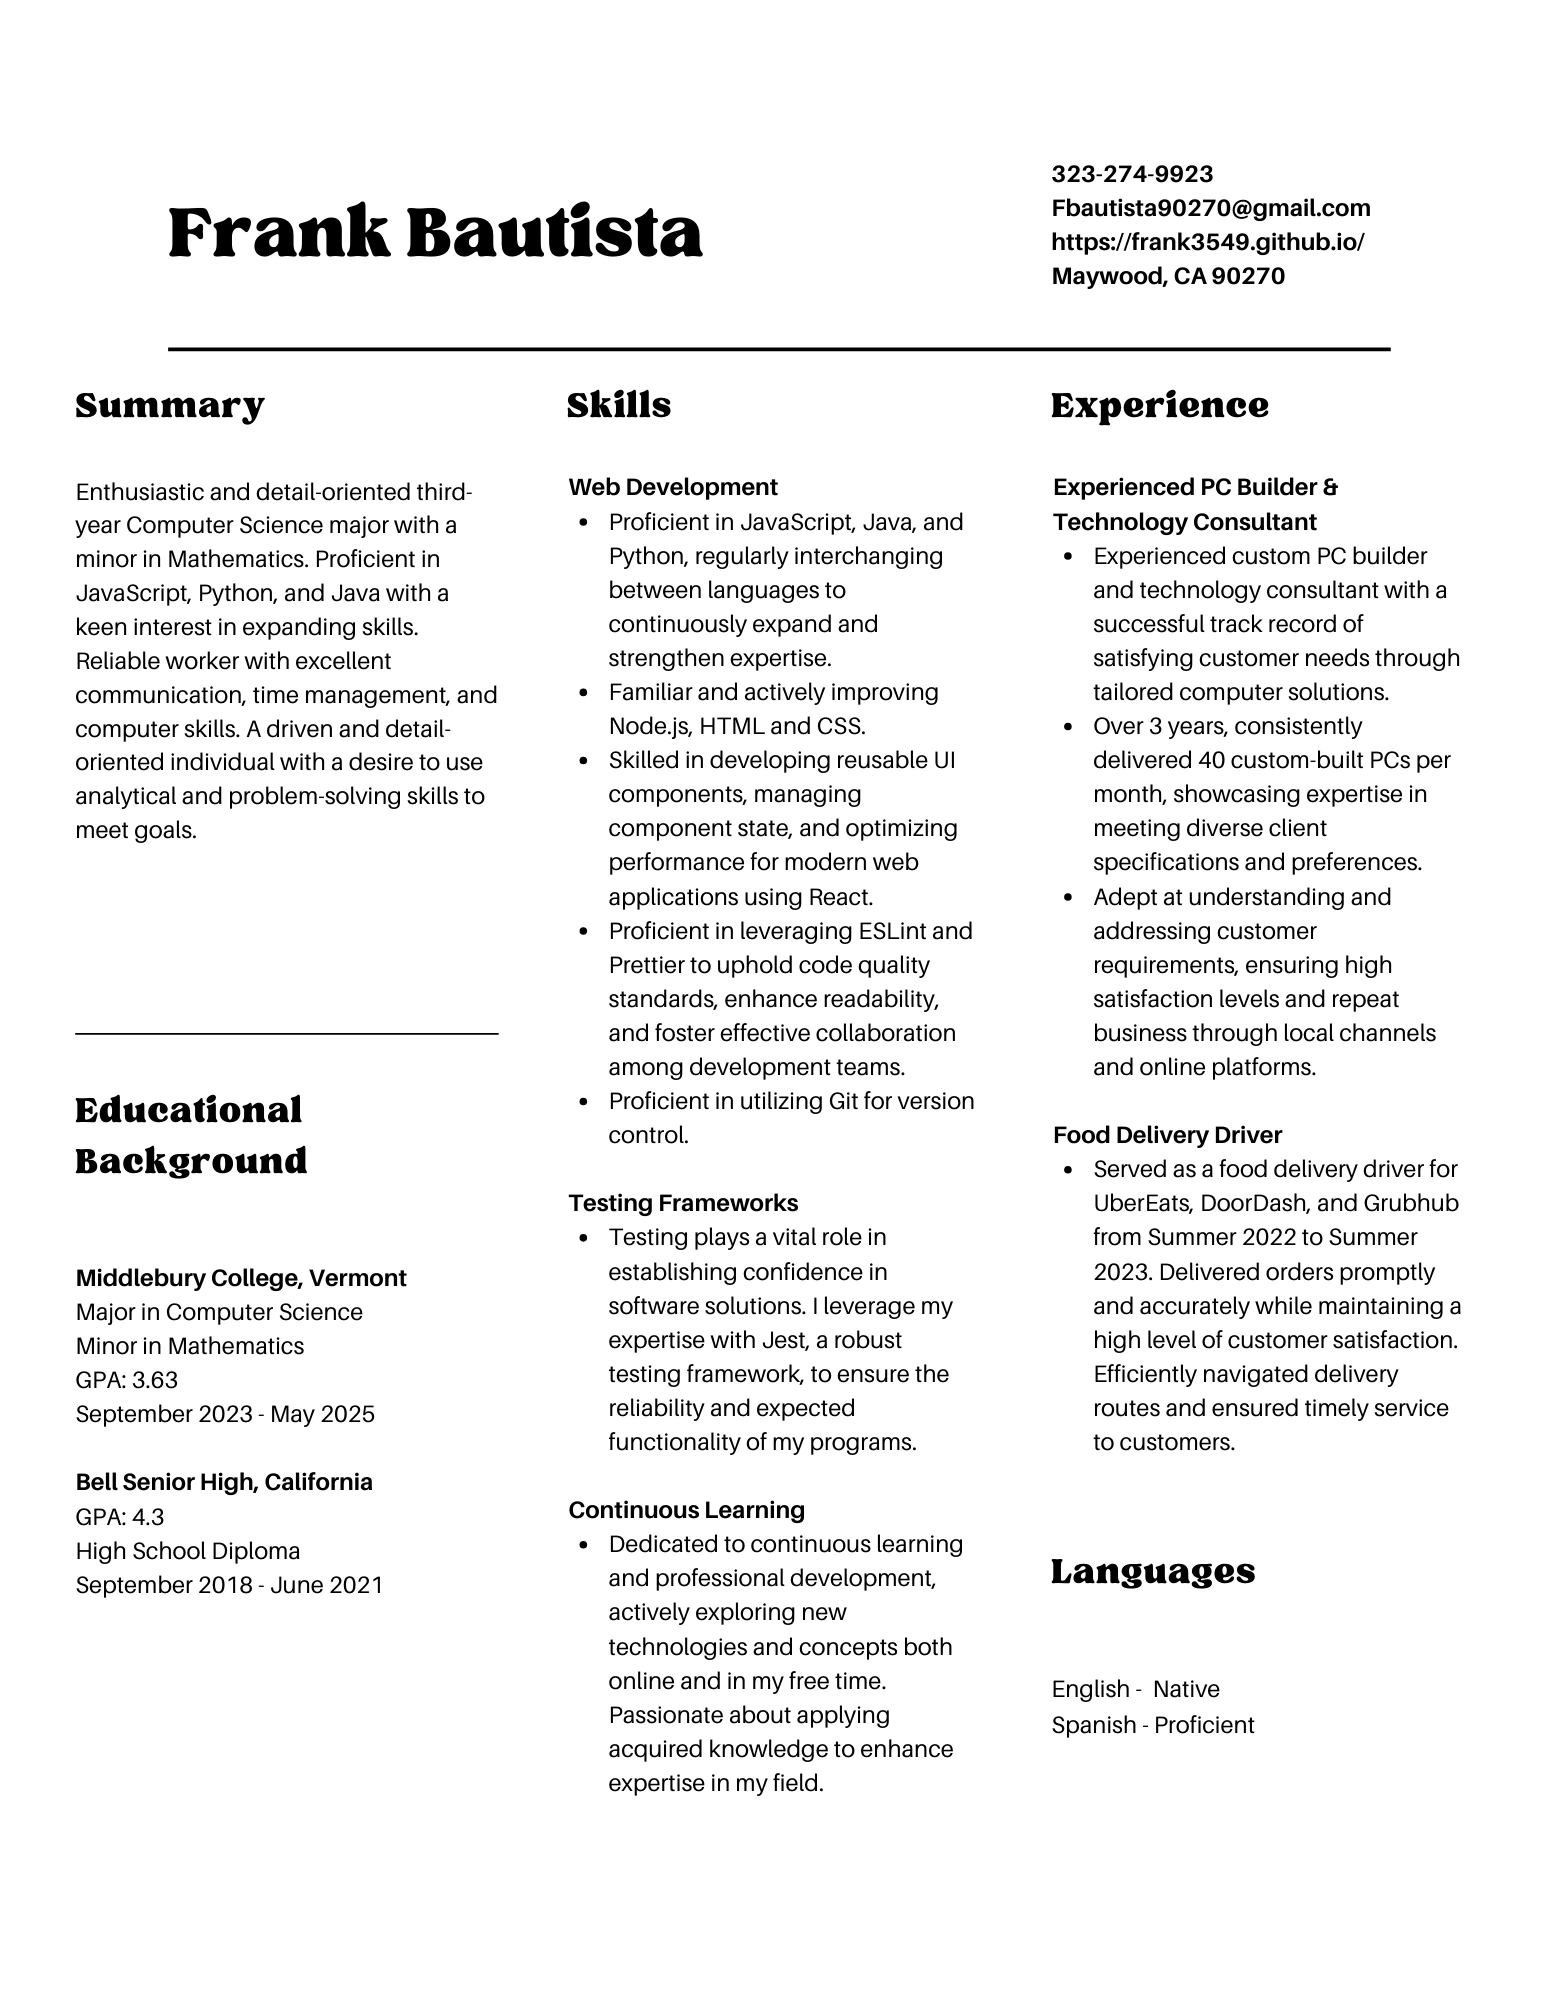 Frank Bautista
323-274-9923
Fbautista90270@gmail.com
https://frank3549.github.io/
Maywood, CA 90270
Summary
Enthusiastic and detail-oriented third-
year Computer Science major with a
minor in Mathematics. Proficient in
JavaScript, Python, and Java with a
keen interest in expanding skills.
Reliable worker with excellent
communication, time management, and
computer skills. A driven and detail-
oriented individual with a desire to use
analytical and problem-solving skills to
meet goals.
Educational
Background
Middlebury College, Vermont
Major in Computer Science
Minor in Mathematics
GPA: 3.63
September 2023 - May 2025
Bell Senior High, California
GPA: 4.3
High School Diploma
September 2018 - June 2021
Skills
Web Development
• Proficient in JavaScript, Java, and
Python, regularly interchanging
between languages to
continuously expand and
strengthen expertise.
• Familiar and actively improving
Node.js, HTML and CSS.
• Skilled in developing reusable UI
components, managing
component state, and optimizing
performance for modern web
applications using React.
• Proficient in leveraging ESLint and
Prettier to uphold code quality
standards, enhance readability,
and foster effective collaboration
among development teams.
• Proficient in utilizing Git for version
control.
Testing Frameworks
• Testing plays a vital role in
establishing confidence in
software solutions. I leverage my
expertise with Jest, a robust
testing framework, to ensure the
reliability and expected
functionality of my programs.
Continuous Learning
• Dedicated to continuous learning
and professional development,
actively exploring new
technologies and concepts both
online and in my free time.
Passionate about applying
acquired knowledge to enhance
expertise in my field.
Experience
Experienced PC Builder &
Technology Consultant
• Experienced custom PC builder
and technology consultant with a
successful track record of
satisfying customer needs through
tailored computer solutions.
• Over 3 years, consistently
delivered 40 custom-built PCs per
month, showcasing expertise in
meeting diverse client
specifications and preferences.
• Adept at understanding and
addressing customer
requirements, ensuring high
satisfaction levels and repeat
business through local channels
and online platforms.
Food Delivery Driver
• Served as a food delivery driver for
UberEats, DoorDash, and Grubhub
from Summer 2022 to Summer
2023. Delivered orders promptly
and accurately while maintaining a
high level of customer satisfaction.
Efficiently navigated delivery
routes and ensured timely service
to customers.
Languages
English -  Native
Spanish - Proficient